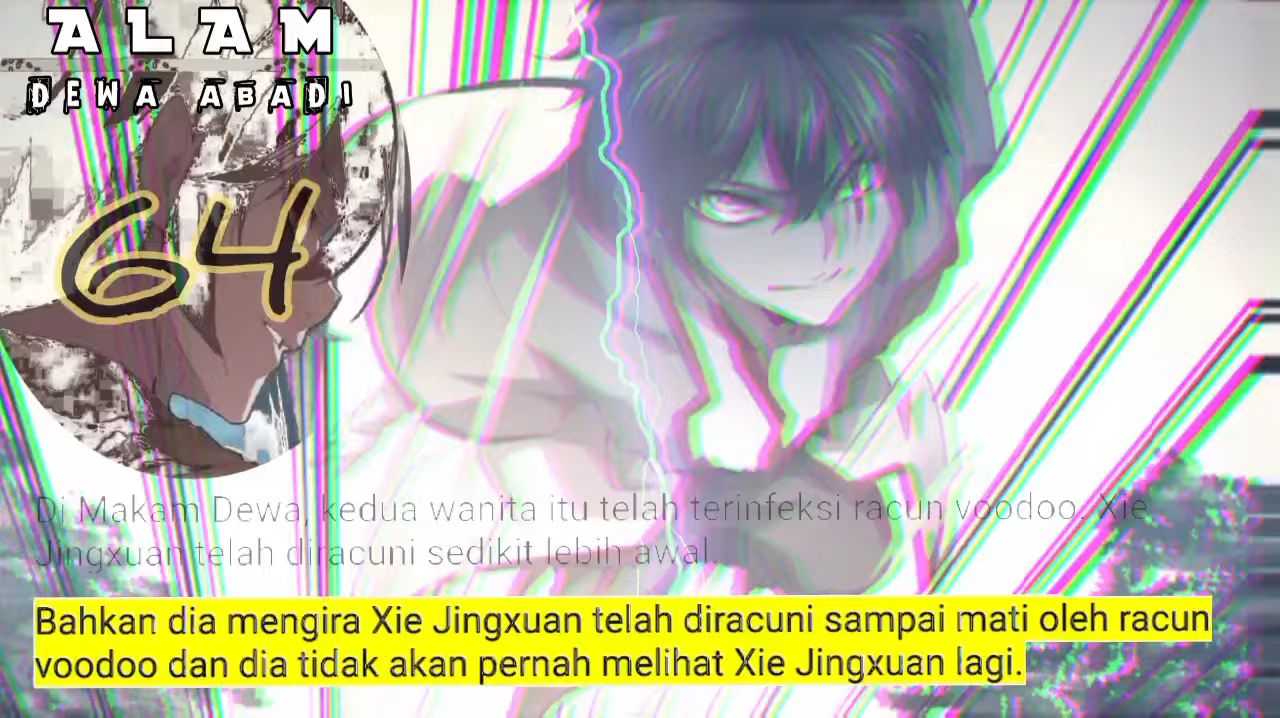 ALAM
DEWA ABADI
64
Di Makam Dewa, kedua wanita itu telah terinfeksi racun voodoo. Xie
Jingxuan telah diracuni sedikit lebih awal.
Bahkan dia mengira Xie Jingxuan telah diracuni sampai mati oleh racun
voodoo dan dia tidak akan pernah melihat Xie Jingxuan lagi.